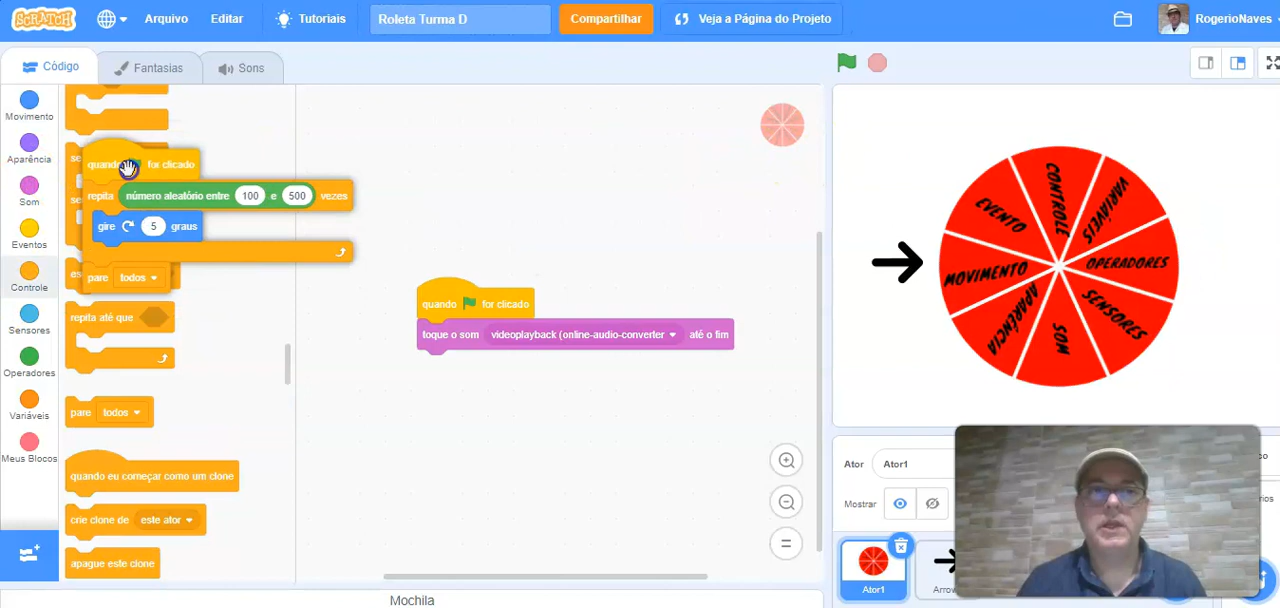 SCRATCH
Arquivo
Editar
Tutoriais
Roleta Turma D
Compartilhar
Veja a Página do Projeto
RogerioNaves
Código
Fantasias
Sons
Movimento
Aparência
Som
Eventos
Controle
Sensores
Operadores
Variáveis
Meus Blocos
se
quando for clicado
repita número aleatório entre 100 e 500 vezes
se
gire 5 graus
es
pare todos
repita até que
pare todos
quando eu começar como um clone
crie clone de este ator
apague este clone
quando for clicado
toque o som videoplayback (online-audio-converter até o fim
CONTROLE
VARIÁVEIS
EVENTO
OPERADORES
MOVIMENTO
SENSORES
APARÊNCIA
SOM
Ator
Ator1
Mostrar
Ator1
Arrow
Mochila